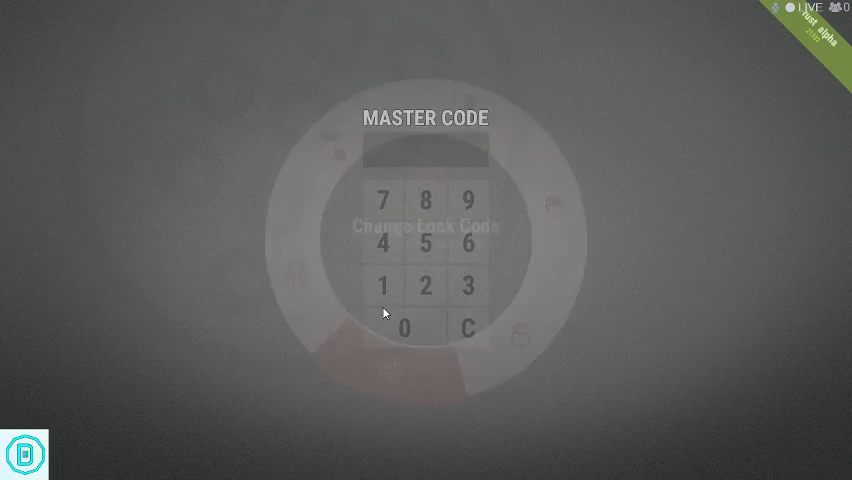 LIVE 0
rust alpha
MASTER CODE
7 8 9
Change Lock Code
4 5 6
1 2 3
0 C